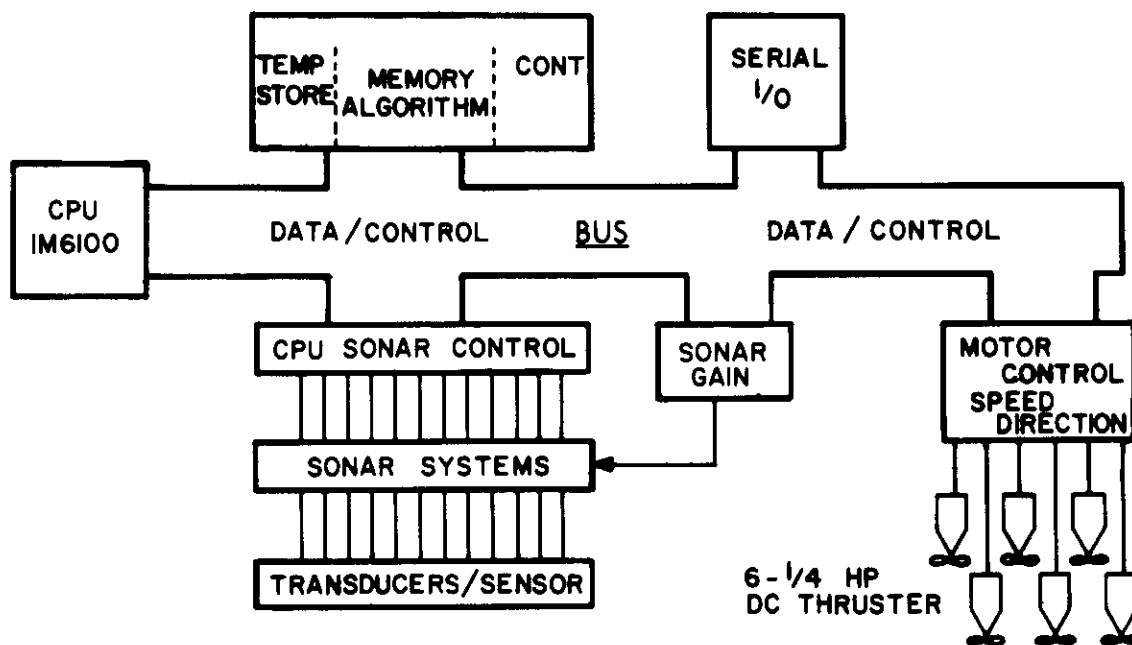 TEMP
STORE
MEMORY
ALGORITHM
CONT
SERIAL
I/O
CPU
IM6100
DATA/CONTROL
BUS
DATA / CONTROL
CPU SONAR CONTROL
SONAR
GAIN
MOTOR
CONTROL
SPEED
DIRECTION
SONAR SYSTEMS
TRANSDUCERS/SENSOR
6-1/4 HP
DC THRUSTER